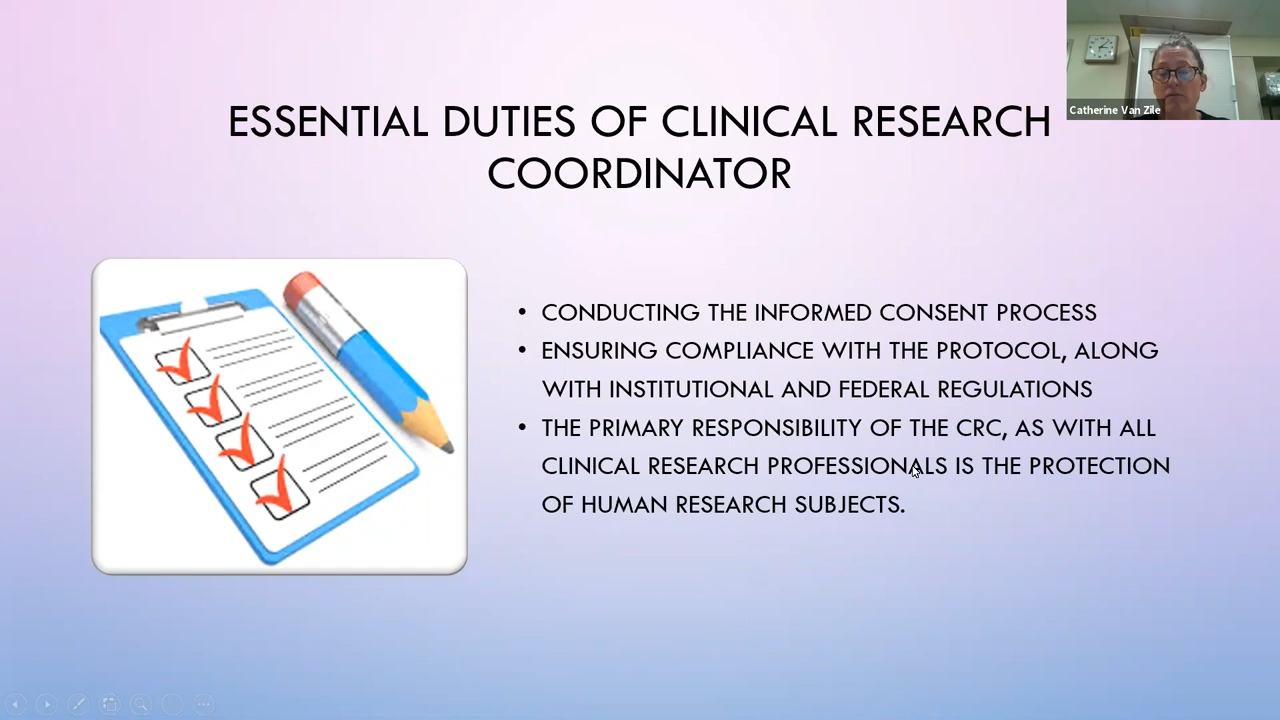 Catherine Van Zile
ESSENTIAL DUTIES OF CLINICAL RESEARCH
COORDINATOR
• CONDUCTING THE INFORMED CONSENT PROCESS
• ENSURING COMPLIANCE WITH THE PROTOCOL, ALONG
WITH INSTITUTIONAL AND FEDERAL REGULATIONS
• THE PRIMARY RESPONSIBILITY OF THE CRC, AS WITH ALL
CLINICAL RESEARCH PROFESSIONALS IS THE PROTECTION
OF HUMAN RESEARCH SUBJECTS.